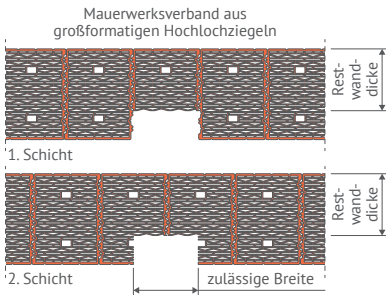 Mauerwerksverband aus
großformatigen Hochlochziegeln
Rest-
wand-
dicke
1. Schicht
Rest-
wand-
dicke
2. Schicht
zulässige Breite